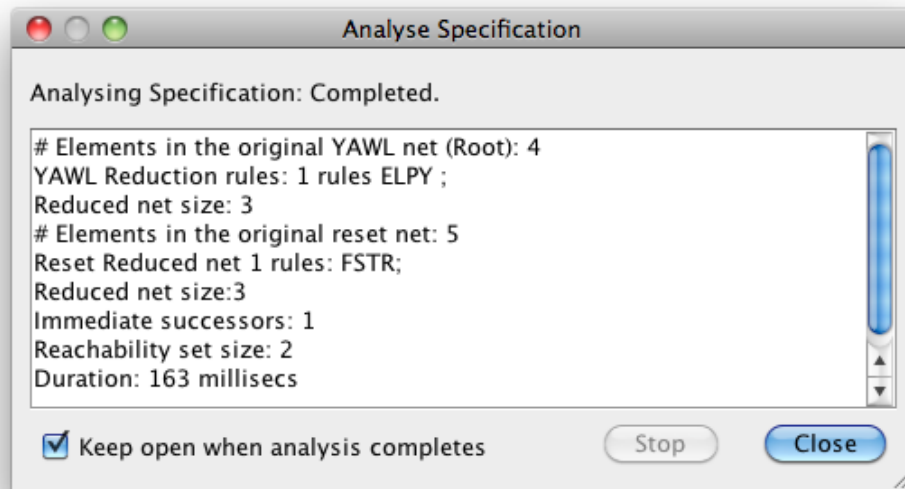 Analyse Specification
Analysing Specification: Completed.
# Elements in the original YAWL net (Root): 4
YAWL Reduction rules: 1 rules ELPY ;
Reduced net size: 3
# Elements in the original reset net: 5
Reset Reduced net 1 rules: FSTR;
Reduced net size:3
Immediate successors: 1
Reachability set size: 2
Duration: 163 millisecs
Keep open when analysis completes
Stop
Close